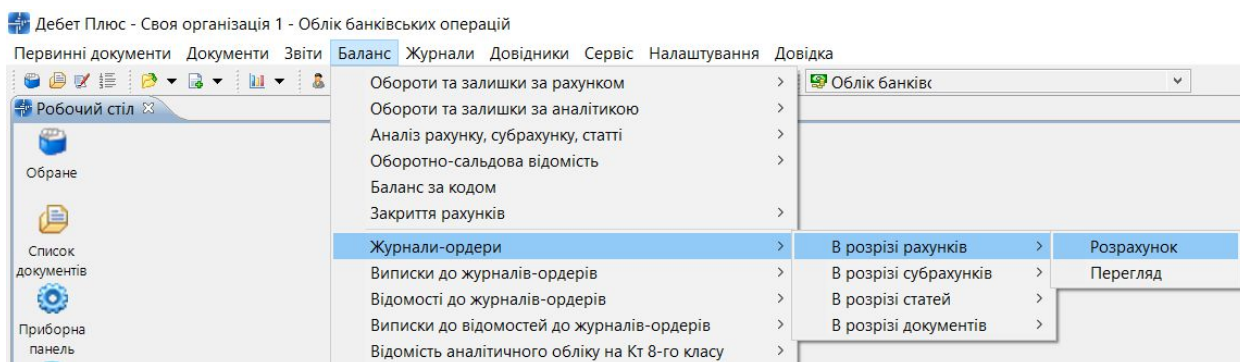 Дебет Плюс - Своя організація 1 - Облік банківських операцій
Первинні документи Документи Звіти Баланс Журнали Довідники Сервіс Налаштування Довідка
Облік банківс
Робочий стіл
Обране
Список
документів
Приборна
панель
Обороти та залишки за рахунком
Обороти та залишки за аналітикою
Аналіз рахунку, субрахунку, статті
Оборотно-сальдова відомість
Баланс за кодом
Закриття рахунків
Журнали-ордери
Виписки до журналів-ордерів
Відомості до журналів-ордерів
Виписки до відомостей до журналів-ордерів
Відомість аналітичного обліку на Кт 8-го класу
В розрізі рахунків
В розрізі субрахунків
В розрізі статей
В розрізі документів
Розрахунок
Перегляд